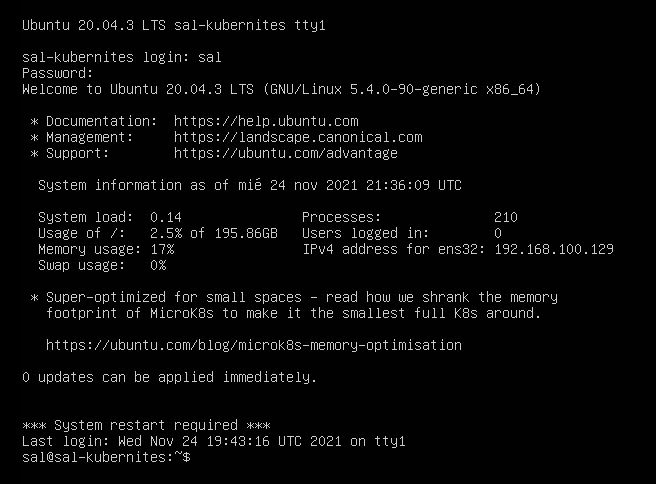 Ubuntu 20.04.3 LTS sal-kubernites tty1
sal-kubernites login: sal
Password:
Welcome to Ubuntu 20.04.3 LTS (GNU/Linux 5.4.0-90-generic x86_64)
* Documentation: https://help.ubuntu.com
* Management: https://landscape.canonical.com
* Support: https://ubuntu.com/advantage
System information as of mié 24 nov 2021 21:36:09 UTC
System load: 0.14 Processes: 210
Usage of /: 2.5% of 195.86GB Users logged in: 0
Memory usage: 17% IPv4 address for ens32: 192.168.100.129
Swap usage: 0%
* Super-optimized for small spaces - read how we shrank the memory
footprint of MicroK8s to make it the smallest full K8s around.
https://ubuntu.com/blog/microk8s-memory-optimisation
0 updates can be applied immediately.
*** System restart required ***
Last login: Wed Nov 24 19:43:16 UTC 2021 on tty1
sal@sal-kubernites:~$